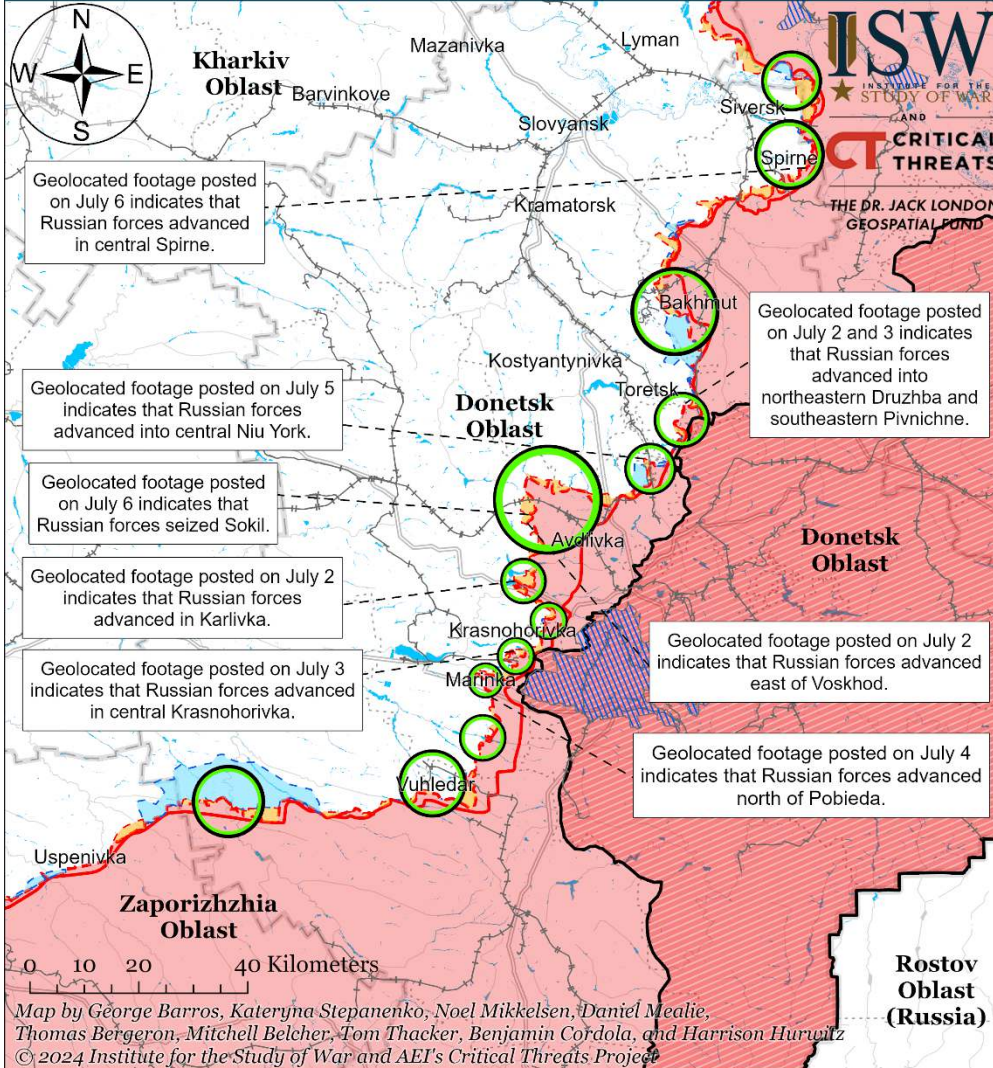 N
W
E
S
Kharkiv
Oblast
Mazanivka
Lyman
Barvinkove
Slovyansk
Siversk
ISW
INSTITUTE FOR THE
STUDY OF WAR
AND
CT CRITICAL
THREATS
THE DR. JACK LONDON
GEOSPATIAL FUND
Spirne
Kramatorsk
Geolocated footage posted
on July 6 indicates that
Russian forces advanced
in central Spirne.
Bakhmut
Geolocated footage posted
on July 2 and 3 indicates
that Russian forces
advanced into
northeastern Druzhba and
southeastern Pivnichne.
Kostyantynivka
Toretsk
Donetsk
Oblast
Geolocated footage posted on July 5
indicates that Russian forces
advanced into central Niu York.
Geolocated footage posted
on July 6 indicates that
Russian forces seized Sokil.
Avdiivka
Donetsk
Oblast
Geolocated footage posted on July 2
indicates that Russian forces
advanced in Karlivka.
Krasnohorivka
Geolocated footage posted on July 2
indicates that Russian forces advanced
east of Voskhod.
Geolocated footage posted on July 3
indicates that Russian forces advanced
in central Krasnohorivka.
Marinka
Geolocated footage posted on July 4
indicates that Russian forces advanced
north of Pobieda.
Vuhledar
Uspenivka
Zaporizhzhia
Oblast
0 10 20 40 Kilometers
Rostov
Oblast
(Russia)
Map by George Barros, Kateryna Stepanenko, Noel Mikkelsen, Daniel Mealie,
Thomas Bergeron, Mitchell Belcher, Tom Thacker, Benjamin Cordola, and Harrison Hurwitz
© 2024 Institute for the Study of War and AEI's Critical Threats Project